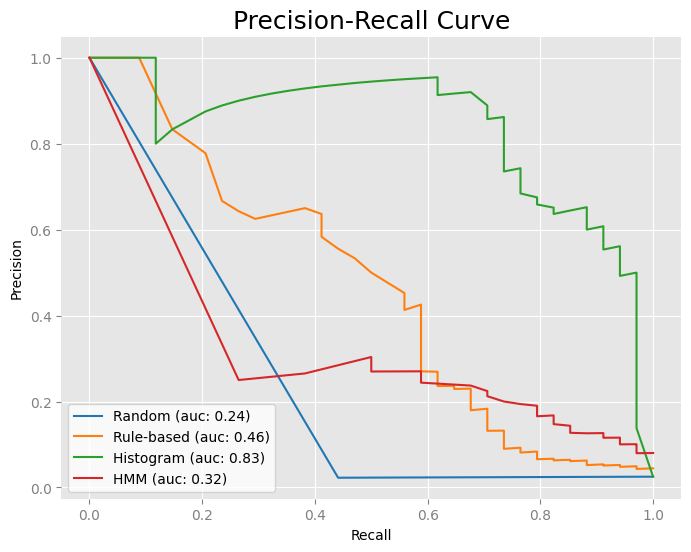 Precision-Recall Curve
Precision
1.0
0.8
0.6
0.4
0.2
0.0
Random (auc: 0.24)
Rule-based (auc: 0.46)
Histogram (auc: 0.83)
HMM (auc: 0.32)
0.0 0.2 0.4 0.6 0.8 1.0
Recall